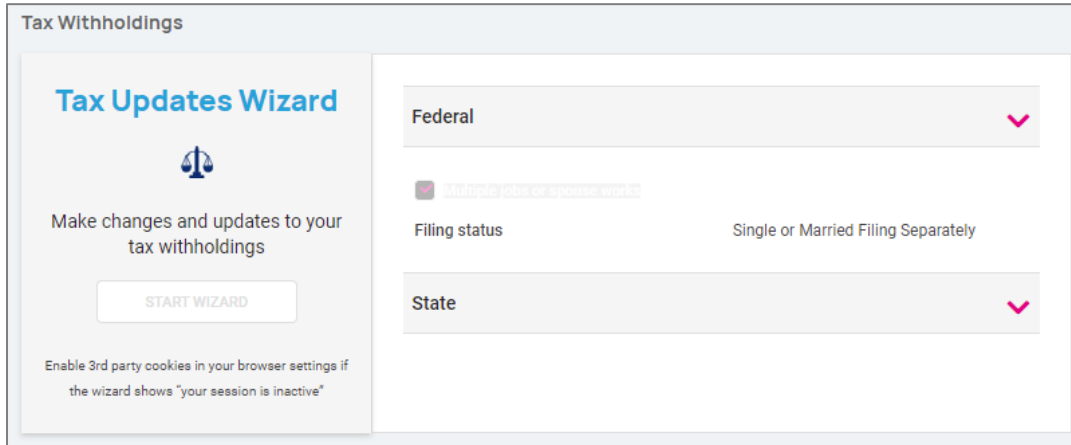 Tax Withholdings
Tax Updates Wizard
Make changes and updates to your
tax withholdings
START WIZARD
Enable 3rd party cookies in your browser settings if
the wizard shows "your session is inactive"
Federal
Multiple jobs or spouse works
Filing status Single or Married Filing Separately
State